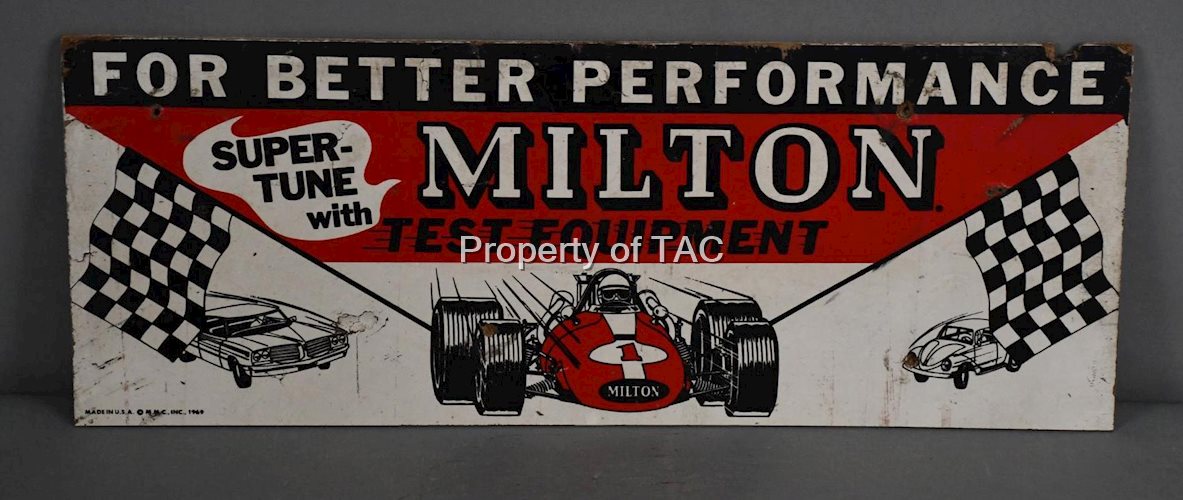 FOR BETTER PERFORMANCE
SUPER-
TUNE
with
MILTON.
TEST EQUIPMENT
Property of TAC
1
MILTON
MADE IN U.S.A. © M.M.C., INC., 1969